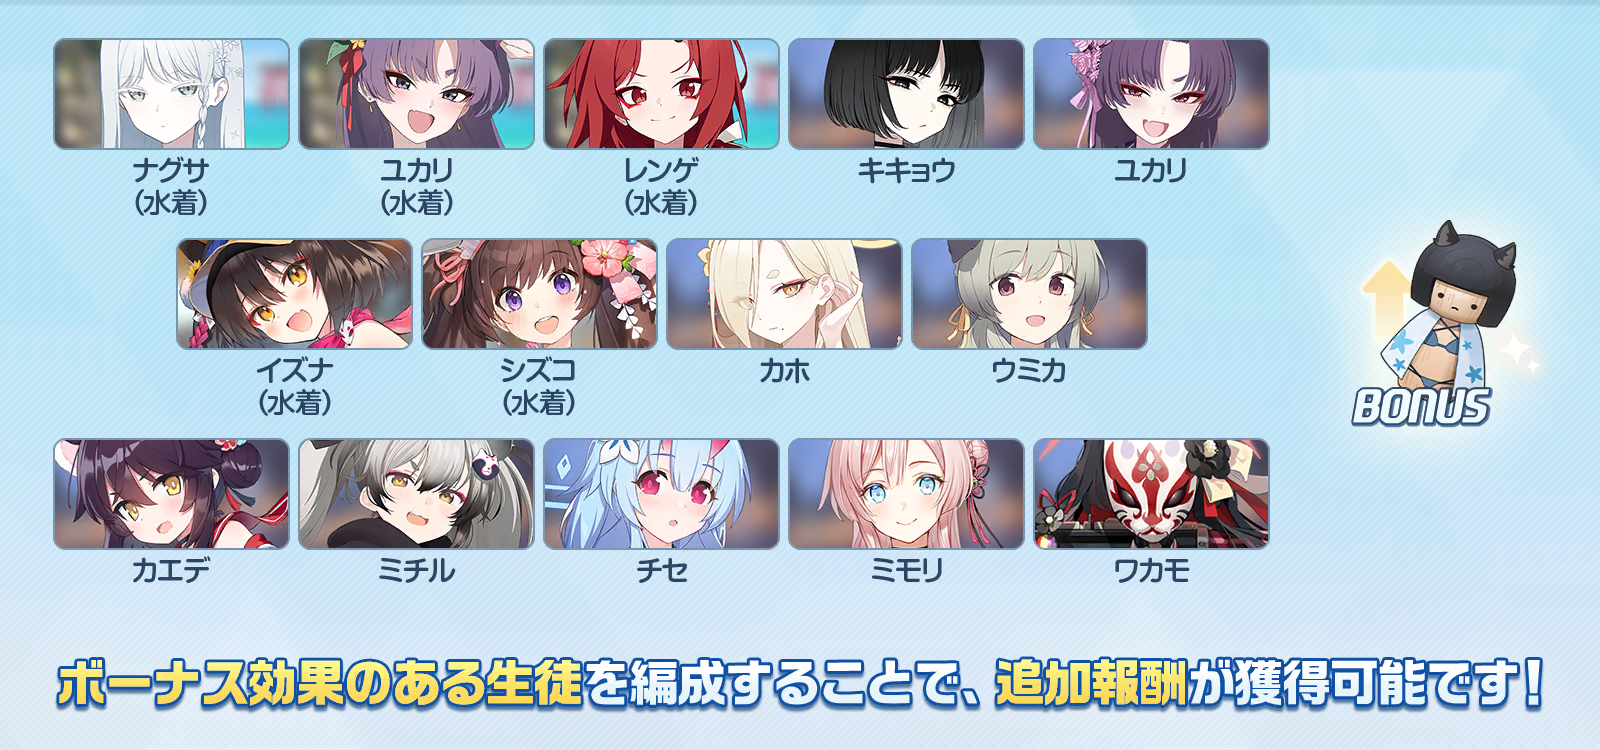 ナグサ
(水着)
ユカリ
(水着)
レンゲ
(水着)
キキョウ
ユカリ
イズナ
(水着)
シズコ
(水着)
カホ
ウミカ
BONUS
カエデ
ミチル
チセ
ミモリ
ワカモ
ボーナス効果のある生徒を編成することで、追加報酬が獲得可能です!